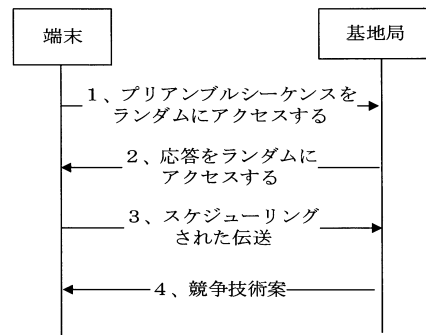 端末
基地局
1、プリアンブルシーケンスを
ランダムにアクセスする
2、応答をランダムに
アクセスする
3、スケジューリング
された伝送
4、競争技術案